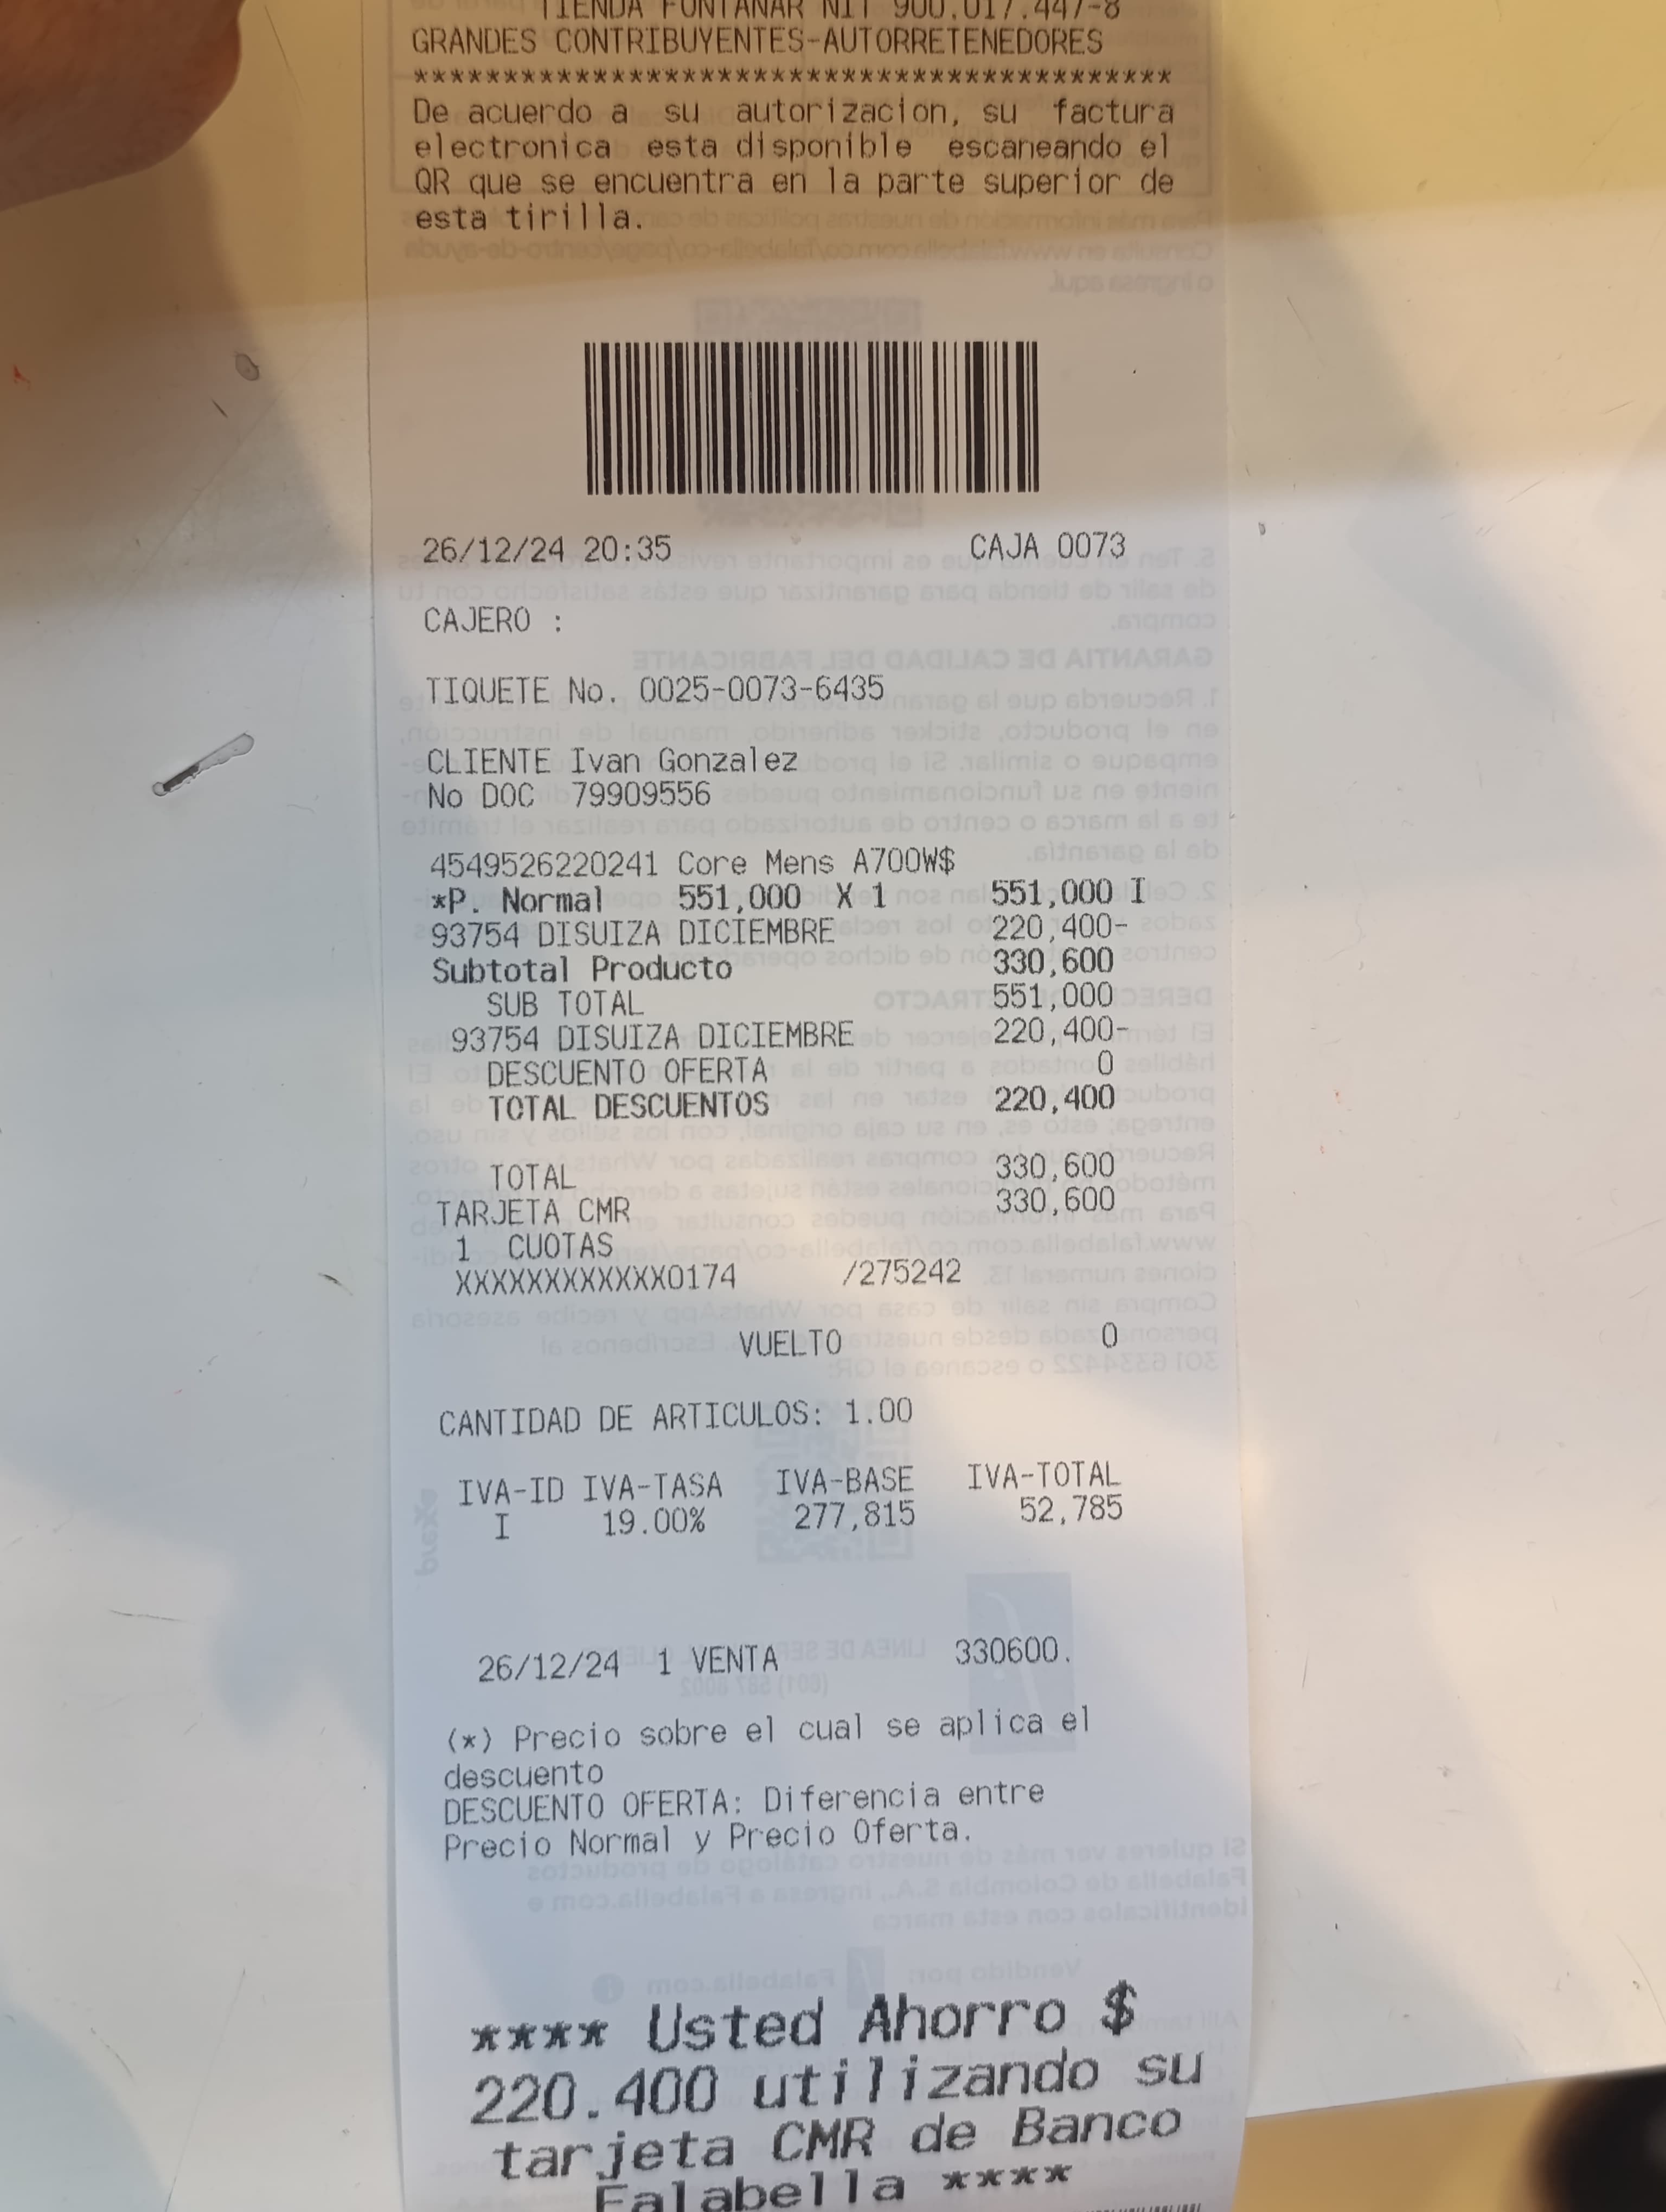 TIENDA FONTANAR NIT 900.017.447-8
GRANDES CONTRIBUYENTES-AUTORRETENEDORES
******************************************
De acuerdo a su autorizacion, su factura
electronica esta disponible escaneando el
QR que se encuentra en la parte superior de
esta tirilla.
26/12/24 20:35 CAJA 0073
CAJERO :
TIQUETE No. 0025-0073-6435
CLIENTE Ivan Gonzalez
No DOC 79909556
4549526220241 Core Mens A700W$
*P. Normal 551,000 X 1 551,000 I
93754 DISUIZA DICIEMBRE 220,400-
Subtotal Producto 330,600
SUB TOTAL 551,000
93754 DISUIZA DICIEMBRE 220,400-
DESCUENTO OFERTA 0
TOTAL DESCUENTOS 220,400
TOTAL 330,600
TARJETA CMR 330,600
1 CUOTAS
XXXXXXXXXXXX0174 /275242
VUELTO 0
CANTIDAD DE ARTICULOS: 1.00
IVA-ID IVA-TASA IVA-BASE IVA-TOTAL
I 19.00% 277,815 52,785
26/12/24 1 VENTA 330600.
(*) Precio sobre el cual se aplica el
descuento
DESCUENTO OFERTA: Diferencia entre
Precio Normal y Precio Oferta.
**** Usted Ahorro $
220.400 utilizando su
tarjeta CMR de Banco
Falabella ****